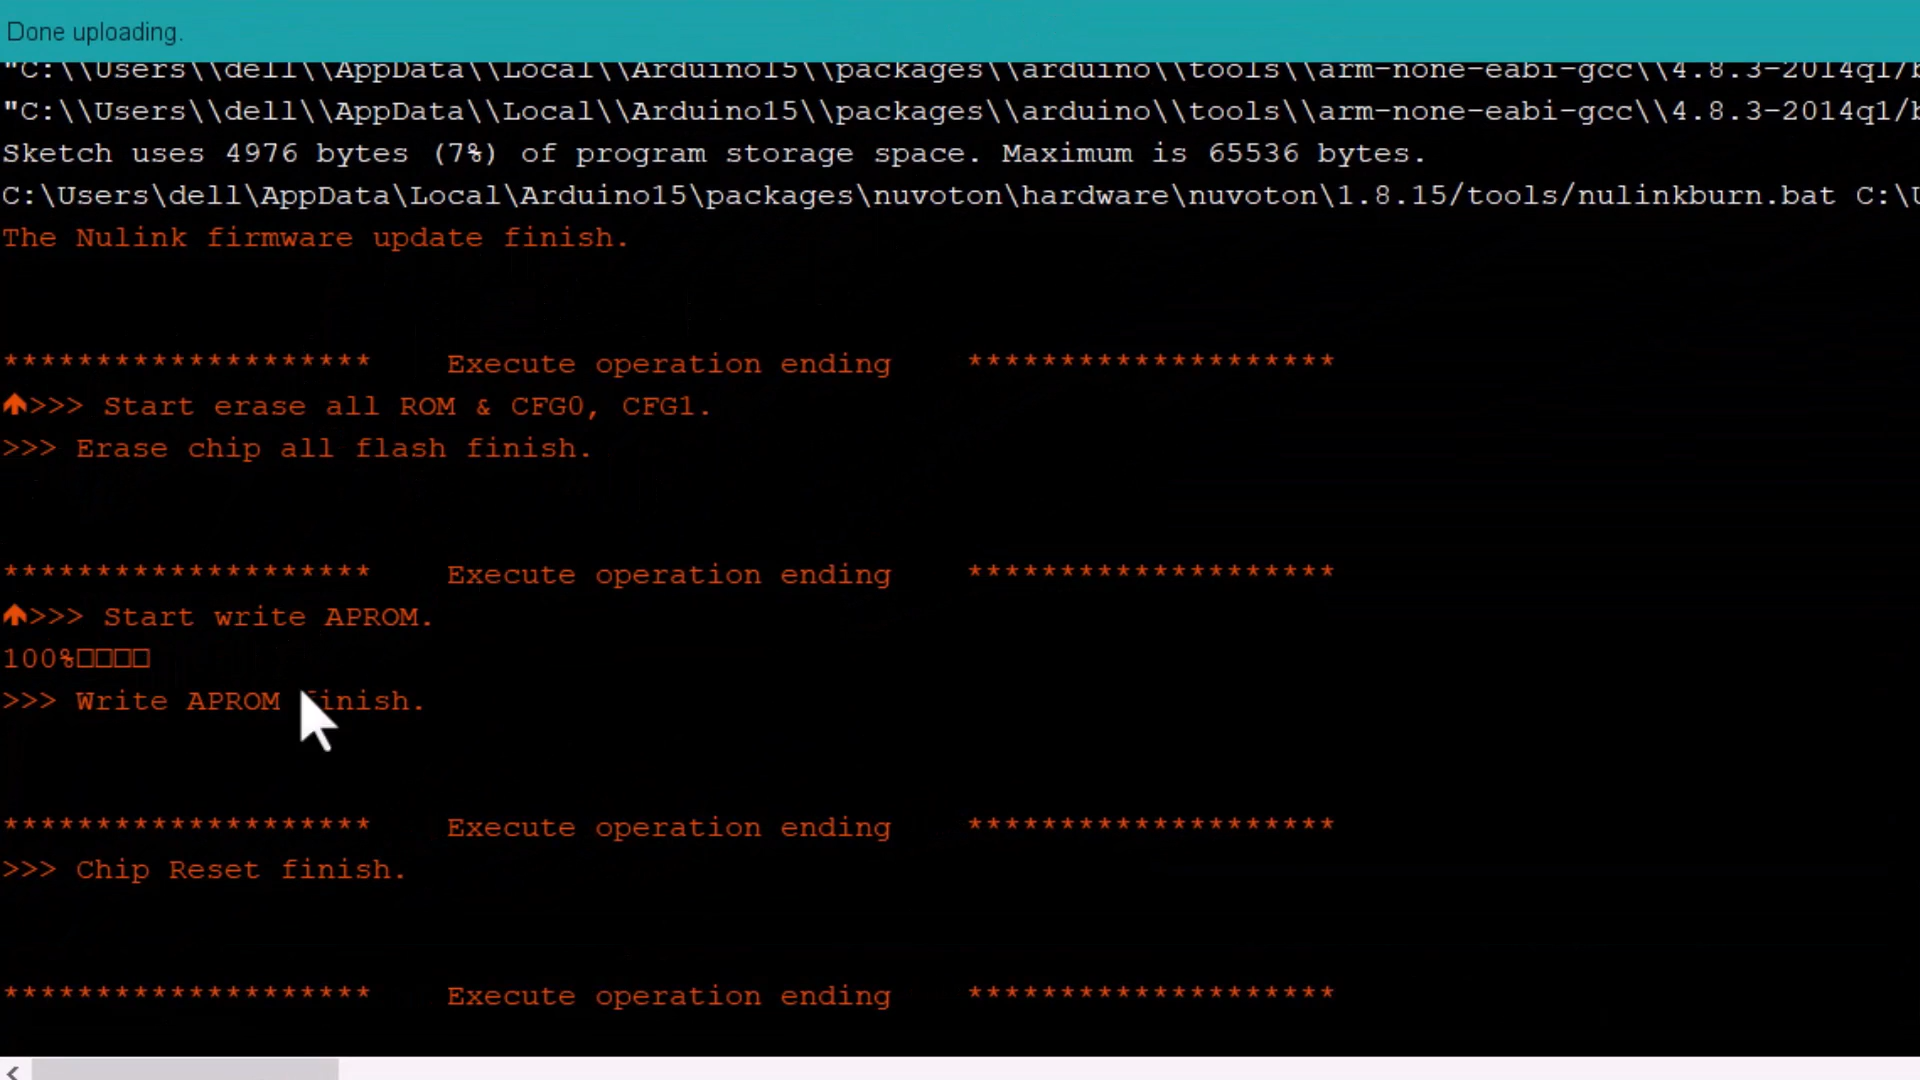 Done uploading.
"C:\\Users\\dell\\AppData\\Local\\Arduino15\\packages\\arduino\\tools\\arm-none-eabi-gcc\\4.8.3-2014q1/b
"C:\\Users\\dell\\AppData\\Local\\Arduino15\\packages\\arduino\\tools\\arm-none-eabi-gcc\\4.8.3-2014q1/b
Sketch uses 4976 bytes (7%) of program storage space. Maximum is 65536 bytes.
C:\Users\dell\AppData\Local\Arduino15\packages\nuvoton\hardware\nuvoton\1.8.15/tools/nulinkburn.bat C:\U
The Nulink firmware update finish.
******************** Execute operation ending ********************
↑>>> Start erase all ROM & CFG0, CFG1.
>>> Erase chip all flash finish.
******************** Execute operation ending ********************
↑>>> Start write APROM.
100%□□□□
>>> Write APROM finish.
******************** Execute operation ending ********************
>>> Chip Reset finish.
******************** Execute operation ending ********************